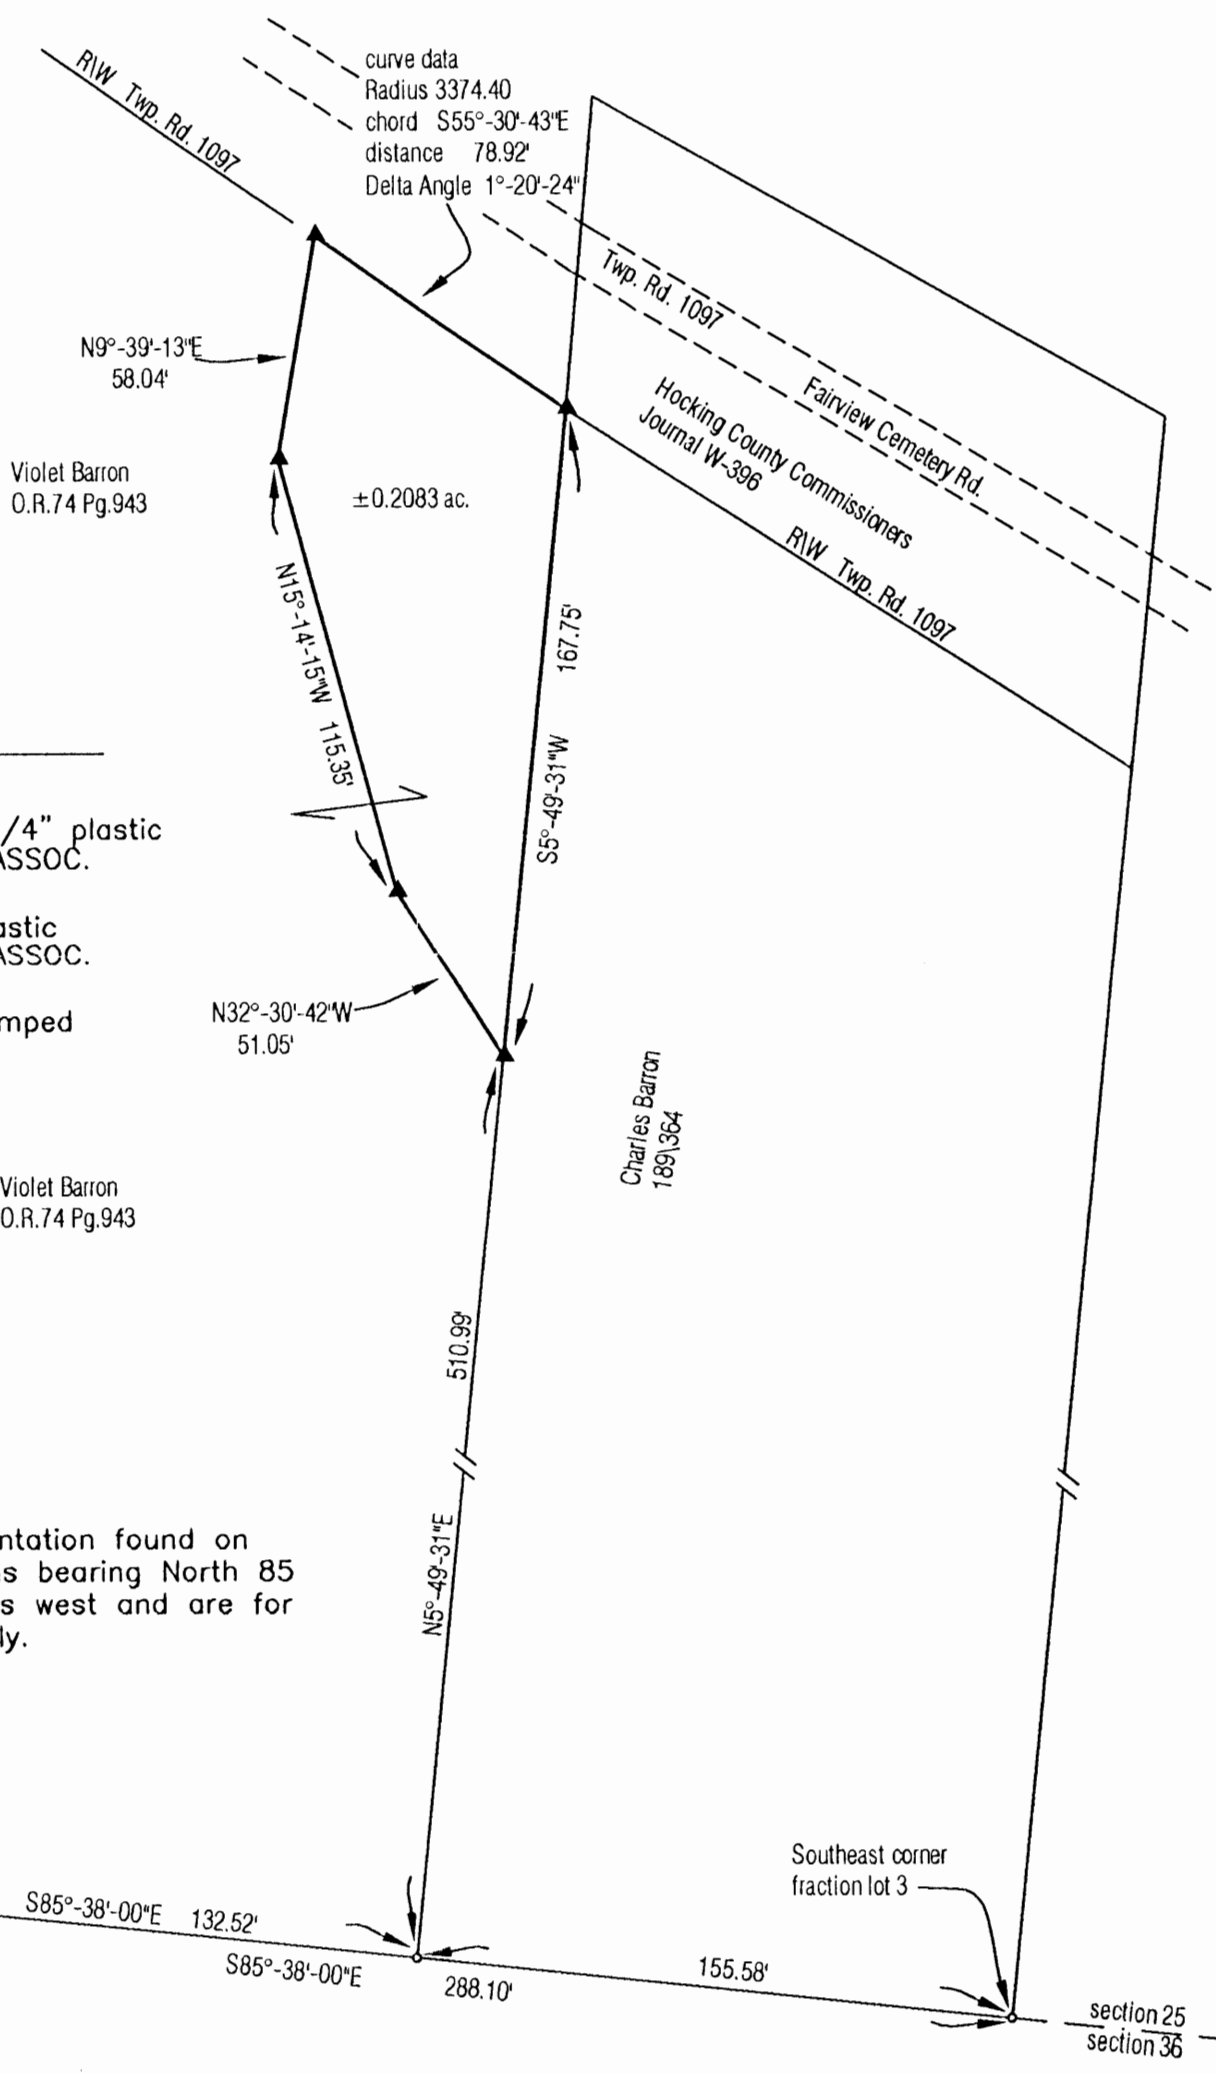 R\W Twp. Rd. 1097
curve data
Radius 3374.40
chord S55°-30'-43"E
distance 78.92'
Delta Angle 1°-20'-24"
Twp. Rd. 1097
Fairview Cemetery Rd.
Hocking County Commissioners
Journal W-396
R\W Twp. Rd. 1097
N9°-39'-13"E
58.04'
Violet Barron
O.R.74 Pg.943
±0.2083 ac.
N15°-14'-15"W 115.35'
167.75'
S5°-49'-31"W
/4" plastic
ASSOC.
astic
ASSOC.
mped
N32°-30'-42"W
51.05'
Charles Barron
189\364
Violet Barron
O.R.74 Pg.943
510.99'
N5°-49'-31"E
ntation found on
s bearing North 85
s west and are for
ly.
Southeast corner
fraction lot 3
S85°-38'-00"E 132.52'
S85°-38'-00"E
288.10'
155.58'
section 25
section 36